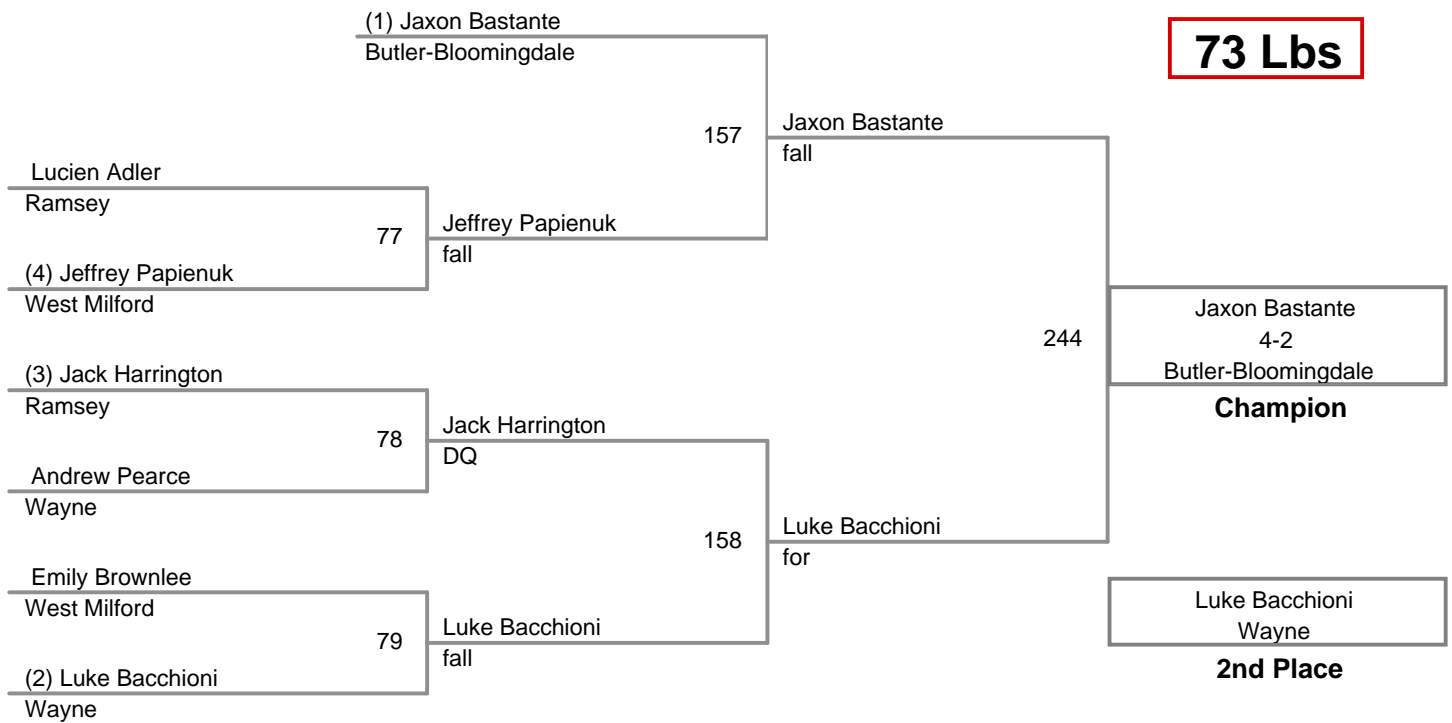 (1) Jaxon Bastante
Butler-Bloomingdale
73 Lbs
157
Jaxon Bastante
fall
Lucien Adler
Ramsey
77
Jeffrey Papienuk
fall
(4) Jeffrey Papienuk
West Milford
244
Jaxon Bastante
4-2
Butler-Bloomingdale
Champion
(3) Jack Harrington
Ramsey
78
Jack Harrington
DQ
Andrew Pearce
Wayne
158
Luke Bacchioni
for
Emily Brownlee
West Milford
79
Luke Bacchioni
fall
(2) Luke Bacchioni
Wayne
Luke Bacchioni
Wayne
2nd Place